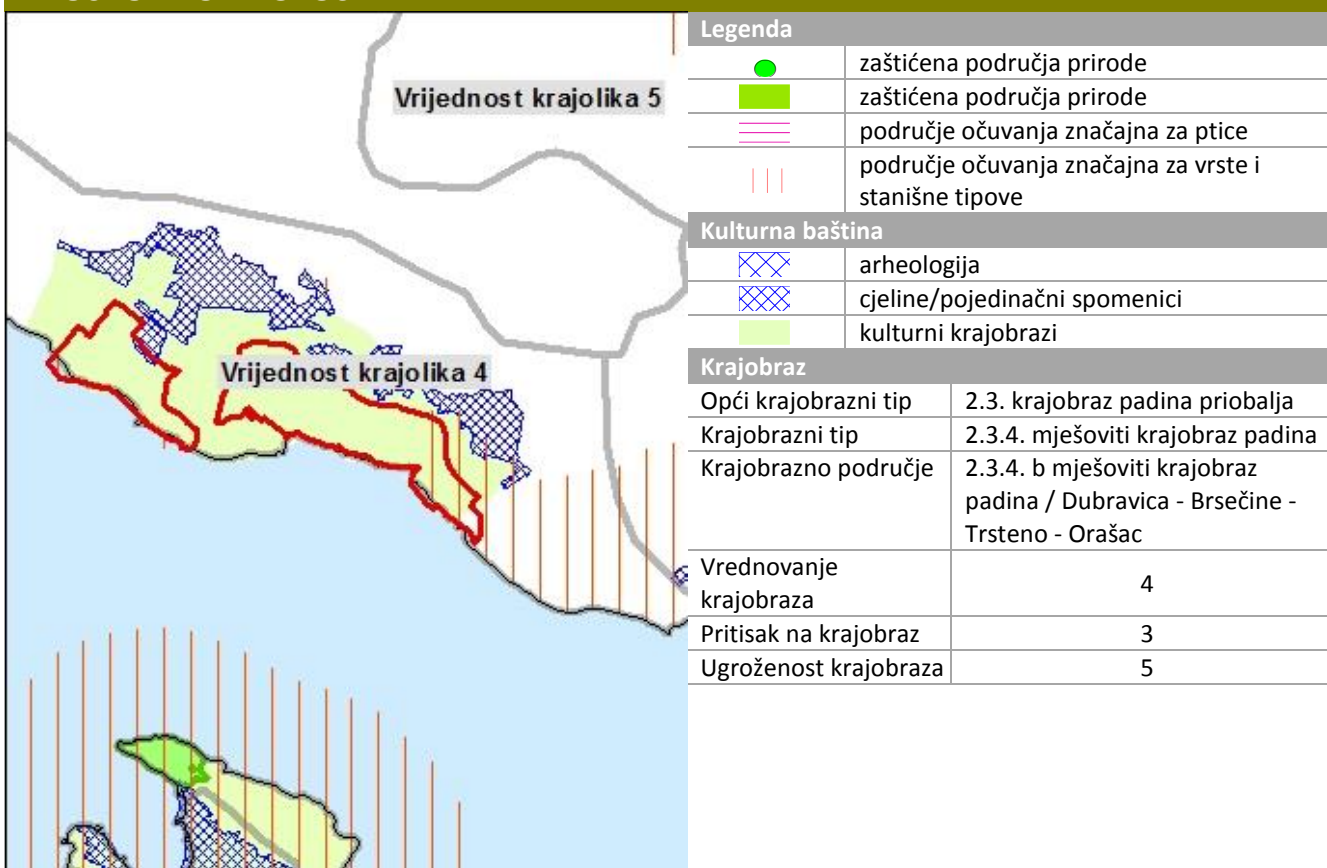 Vrijednost krajolika 5
Vrijednost krajolika 4
Legenda
zaštićena područja prirode
zaštićena područja prirode
područje očuvanja značajna za ptice
područje očuvanja značajna za vrste i
stanišne tipove
Kulturna baština
arheologija
cjeline/pojedinačni spomenici
kulturni krajobrazi
Krajobraz
Opći krajobrazni tip 2.3. krajobraz padina priobalja
Krajobrazni tip 2.3.4. mješoviti krajobraz padina
Krajobrazno područje 2.3.4. b mješoviti krajobraz
padina / Dubravica - Brsečine -
Trsteno - Orašac
Vrednovanje
krajobraza 4
Pritisak na krajobraz 3
Ugroženost krajobraza 5